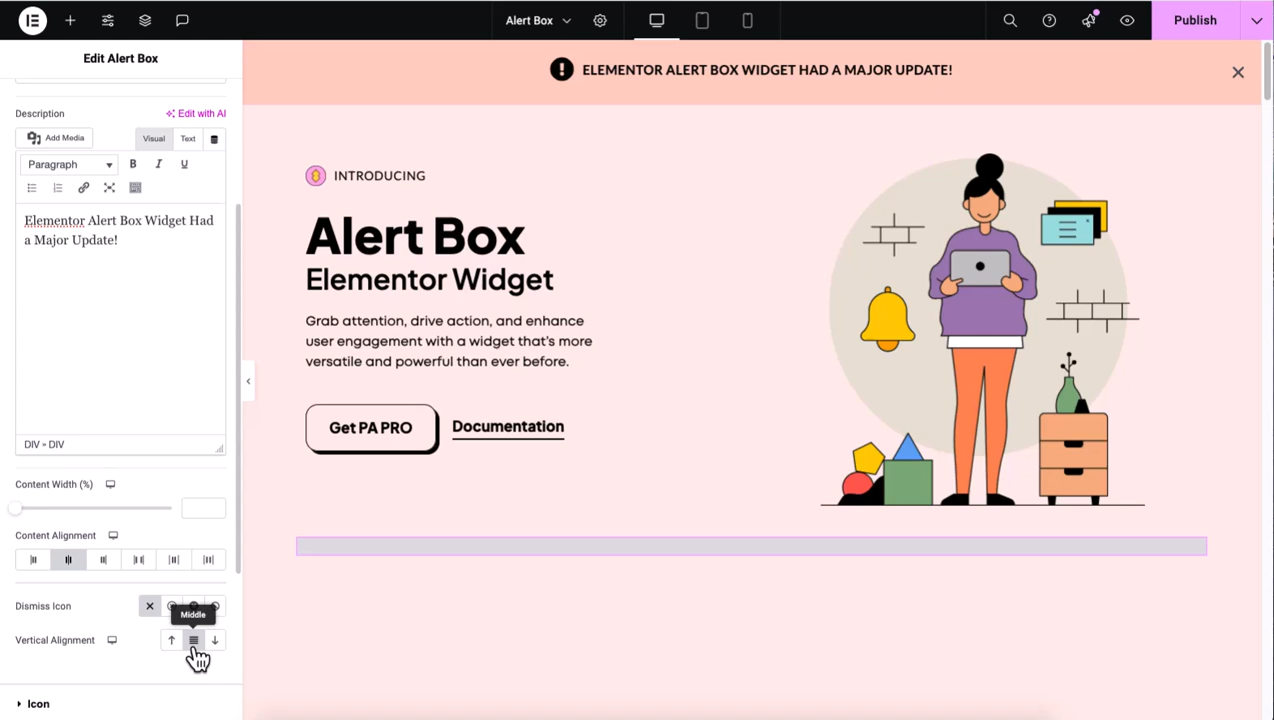 Alert Box
Publish
Edit Alert Box
Description
Edit with AI
Add Media
Visual
Text
Paragraph
B
I
U
Elementor Alert Box Widget Had
a Major Update!
DIV » DIV
Content Width (%)
Content Alignment
Dismiss Icon
Middle
Vertical Alignment
Icon
ELEMENTOR ALERT BOX WIDGET HAD A MAJOR UPDATE!
INTRODUCING
Alert Box
Elementor Widget
Grab attention, drive action, and enhance
user engagement with a widget that's more
versatile and powerful than ever before.
Get PA PRO
Documentation